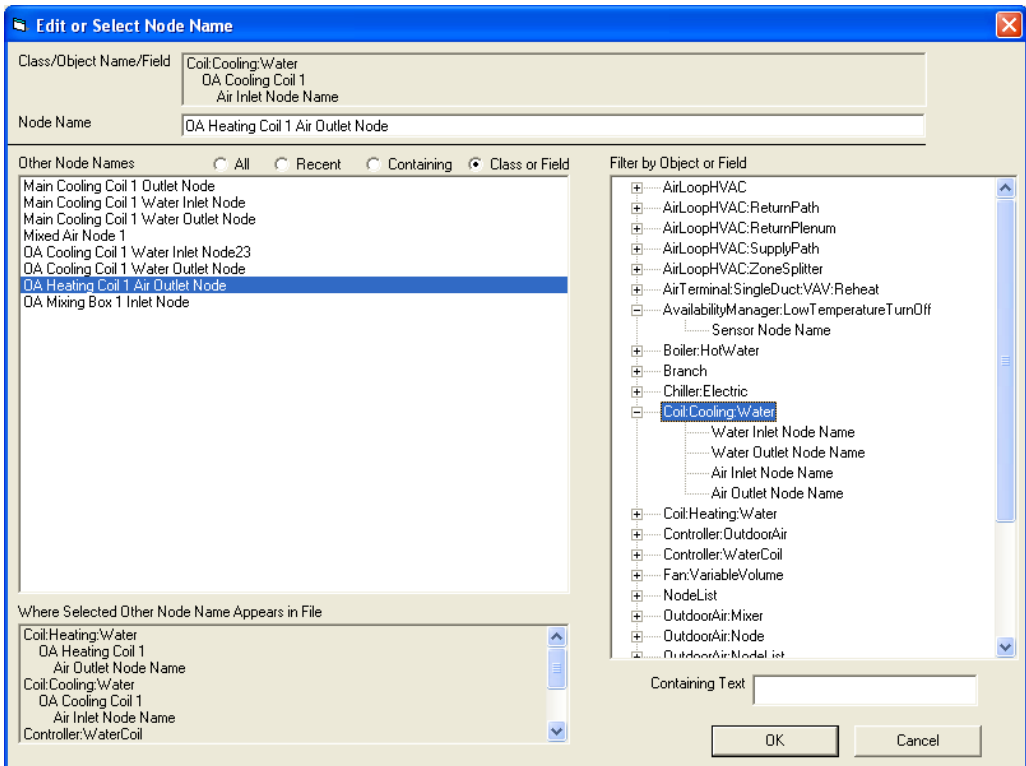 Edit or Select Node Name
Class/Object Name/Field
Coil:Cooling:Water
OA Cooling Coil 1
Air Inlet Node Name
Node Name
OA Heating Coil 1 Air Outlet Node
Other Node Names
All
Recent
Containing
Class or Field
Main Cooling Coil 1 Outlet Node
Main Cooling Coil 1 Water Inlet Node
Main Cooling Coil 1 Water Outlet Node
Mixed Air Node 1
OA Cooling Coil 1 Water Inlet Node23
OA Cooling Coil 1 Water Outlet Node
OA Heating Coil 1 Air Outlet Node
OA Mixing Box 1 Inlet Node
Where Selected Other Node Name Appears in File
Coil:Heating:Water
OA Heating Coil 1
Air Outlet Node Name
Coil:Cooling:Water
OA Cooling Coil 1
Air Inlet Node Name
Controller:WaterCoil
Filter by Object or Field
AirLoopHVAC
AirLoopHVAC:ReturnPath
AirLoopHVAC:ReturnPlenum
AirLoopHVAC:SupplyPath
AirLoopHVAC:ZoneSplitter
AirTerminal:SingleDuct:VAV:Reheat
AvailabilityManager:LowTemperatureTurnOff
Sensor Node Name
Boiler:HotWater
Branch
Chiller:Electric
Coil:Cooling:Water
Water Inlet Node Name
Water Outlet Node Name
Air Inlet Node Name
Air Outlet Node Name
Coil:Heating:Water
Controller:OutdoorAir
Controller:WaterCoil
Fan:VariableVolume
NodeList
OutdoorAir:Mixer
OutdoorAir:Node
OutdoorAir:NodeList
Containing Text
OK
Cancel